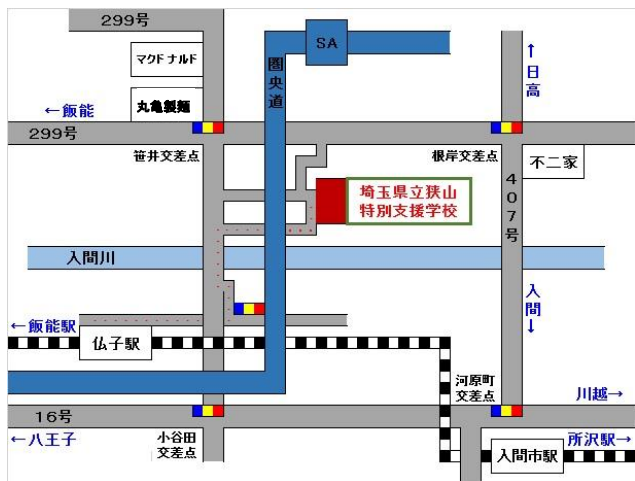 299号
SA
マクドナルド
圏央道
↑日高
←飯能
丸亀製麺
299号
笹井交差点
根岸交差点
不二家
407号
埼玉県立狭山
特別支援学校
入間川
入間↓
←飯能駅
仏子駅
河原町
交差点
川越→
16号
←八王子
小谷田
交差点
所沢駅→
入間市駅